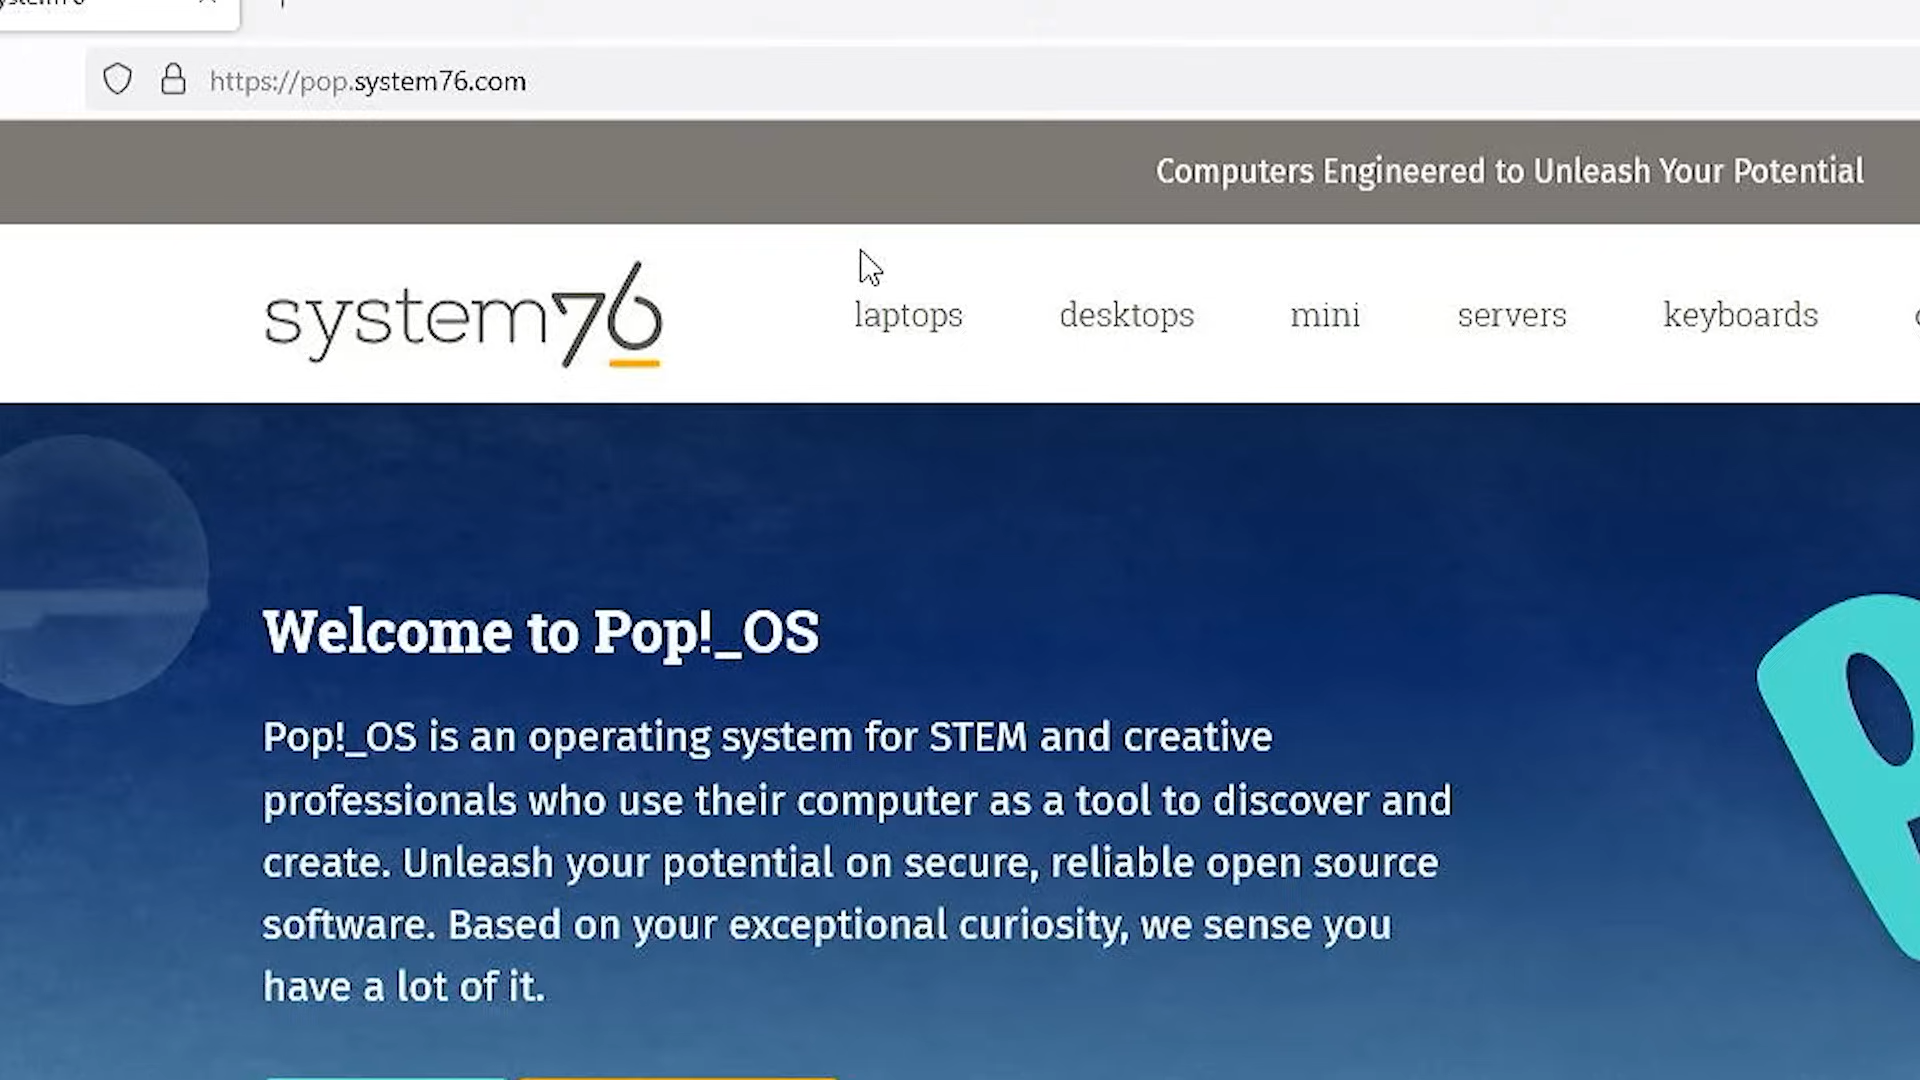 https://pop.system76.com
Computers Engineered to Unleash Your Potential
system76
laptops desktops mini servers keyboards
Welcome to Pop!_OS
Pop!_OS is an operating system for STEM and creative
professionals who use their computer as a tool to discover and
create. Unleash your potential on secure, reliable open source
software. Based on your exceptional curiosity, we sense you
have a lot of it.
P